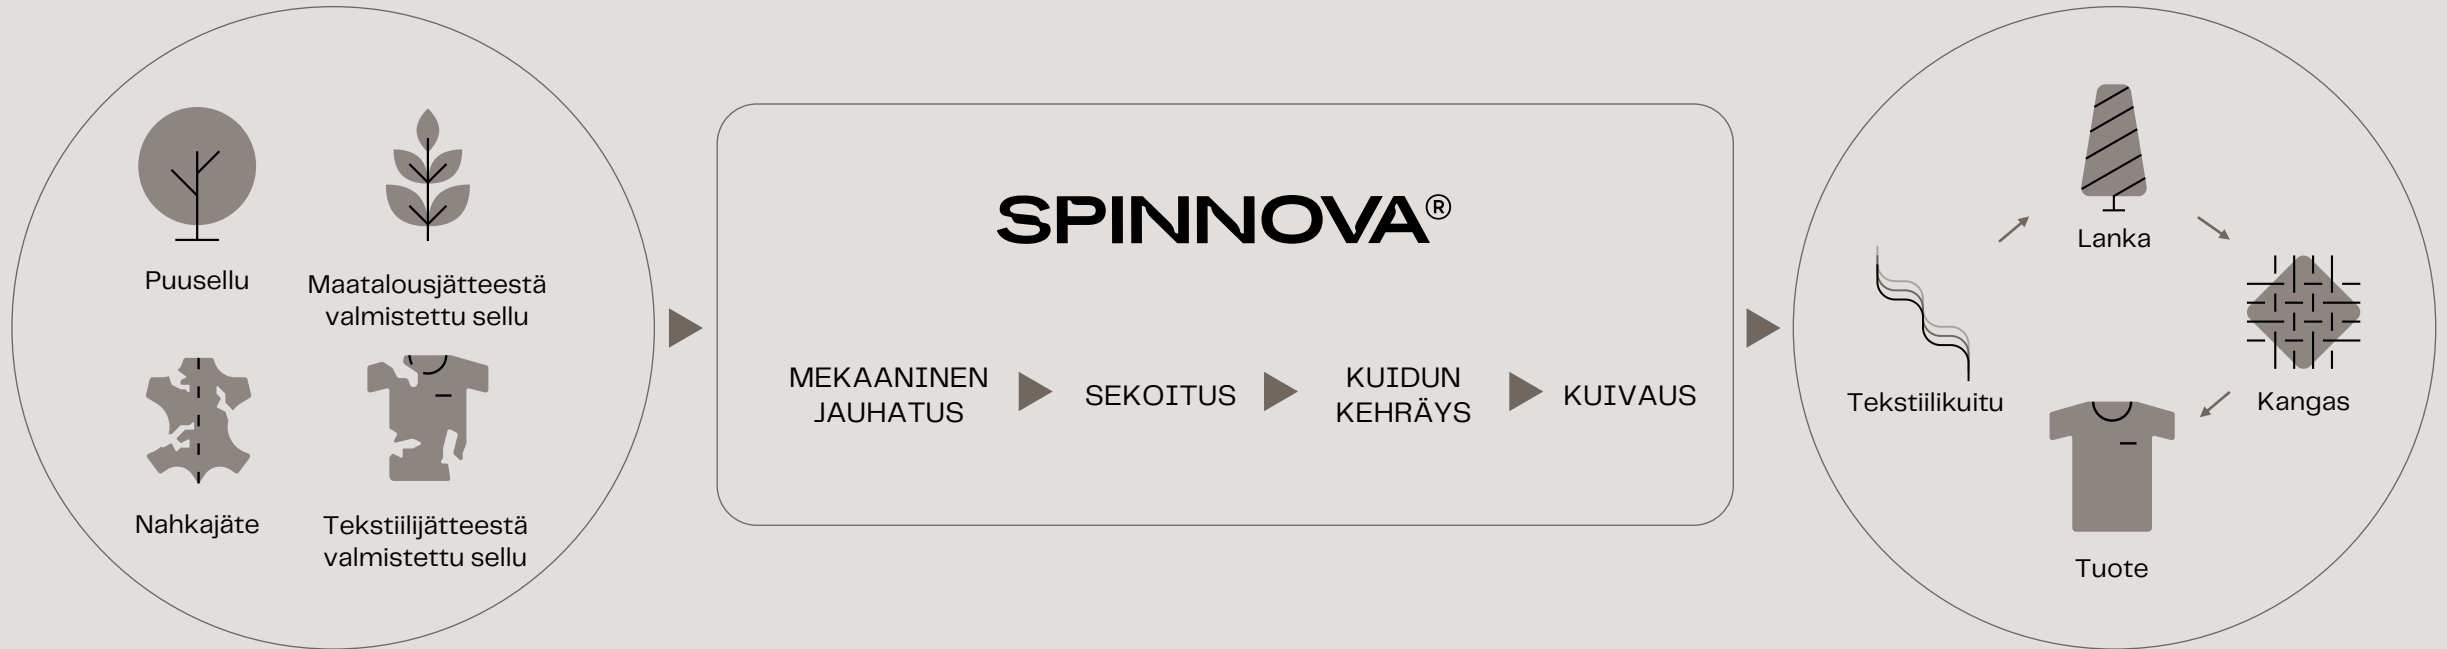 Puusellu
Maatalousjätteestä
valmistettu sellu
Nahkajäte
Tekstiilijätteestä
valmistettu sellu
SPINNOVA®
MEKAANINEN
JAUHATUS
SEKOITUS
KUIDUN
KEHRÄYS
KUIVAUS
Lanka
Tekstiilikuitu
Kangas
Tuote